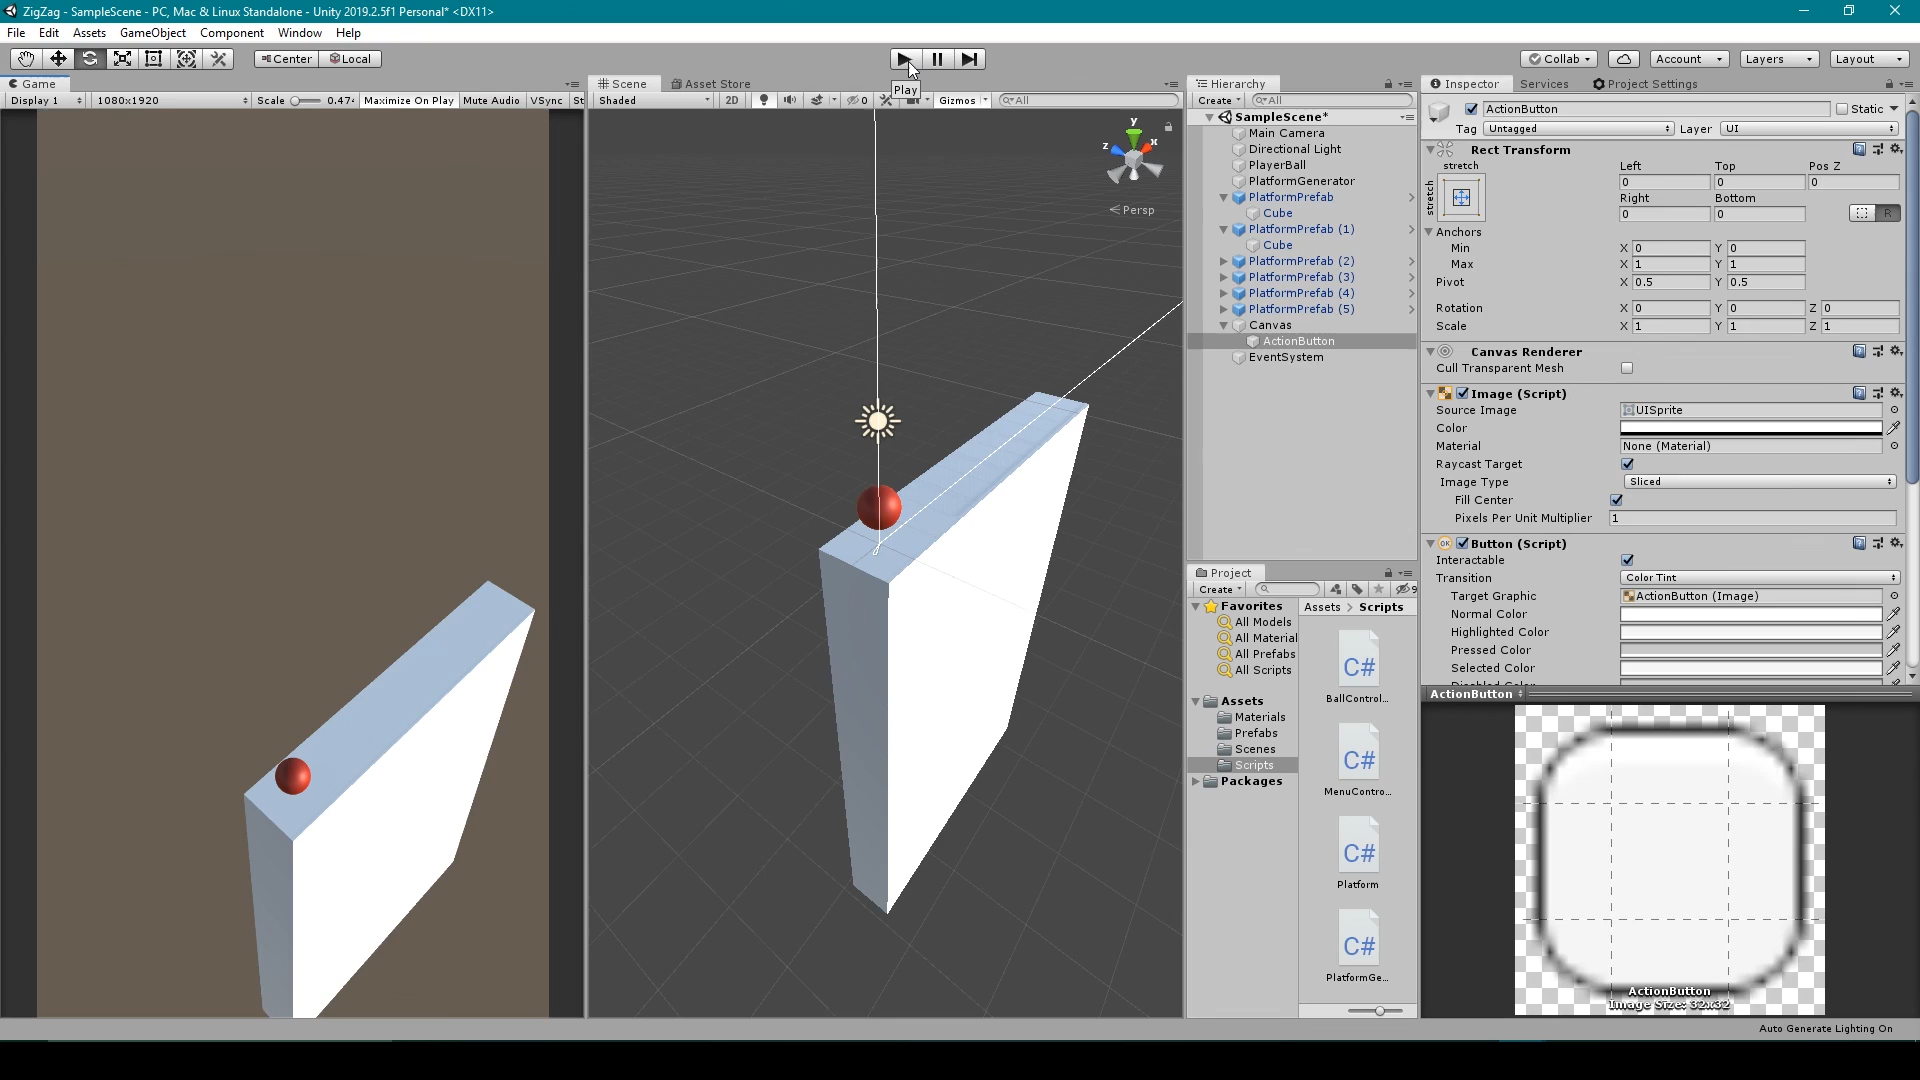 ZigZag - SampleScene - PC, Mac & Linux Standalone - Unity 2019.2.5f1 Personal* <DX11>
File Edit Assets GameObject Component Window Help
Center Local Collab Account Layers Layout
Play
Game
Display 1 1080x1920 Scale 0.47 Maximize On Play Mute Audio VSync St
Scene Asset Store
Shaded 2D 0 Gizmos All
y
z x
< Persp
Hierarchy
Create All
SampleScene*
Main Camera
Directional Light
PlayerBall
PlatformGenerator
PlatformPrefab
Cube
PlatformPrefab (1)
Cube
PlatformPrefab (2)
PlatformPrefab (3)
PlatformPrefab (4)
PlatformPrefab (5)
Canvas
ActionButton
EventSystem
Project
Create 9
Favorites
All Models
All Material
All Prefabs
All Scripts
Assets
Materials
Prefabs
Scenes
Scripts
Packages
Assets > Scripts
C#
BallControl...
C#
MenuContro...
C#
Platform
C#
PlatformGe...
Inspector Services Project Settings
ActionButton Static
Tag Untagged Layer UI
Rect Transform
stretch Left Top Pos Z
stretch 0 0 0
Right Bottom
0 0 R
Anchors
Min X 0 Y 0
Max X 1 Y 1
Pivot X 0.5 Y 0.5
Rotation X 0 Y 0 Z 0
Scale X 1 Y 1 Z 1
Canvas Renderer
Cull Transparent Mesh
Image (Script)
Source Image UISprite
Color
Material None (Material)
Raycast Target
Image Type Sliced
Fill Center
Pixels Per Unit Multiplier 1
OK Button (Script)
Interactable
Transition Color Tint
Target Graphic ActionButton (Image)
Normal Color
Highlighted Color
Pressed Color
Selected Color
ActionButton
ActionButton
Image Size: 32x32
Auto Generate Lighting On